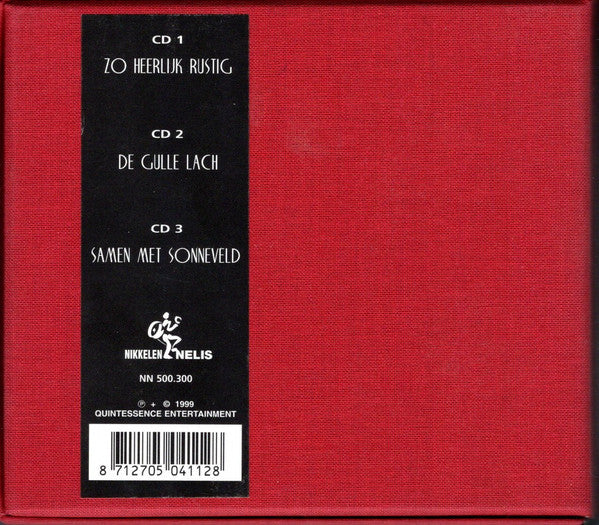 CD 1
ZO HEERLIJK RUSTIG
CD 2
DE GULLE LACH
CD 3
SAMEN MET SONNEVELD
NIKKELEN NELIS
NN 500.300
℗ + © 1999
QUINTESSENCE ENTERTAINMENT
8 712705 041128